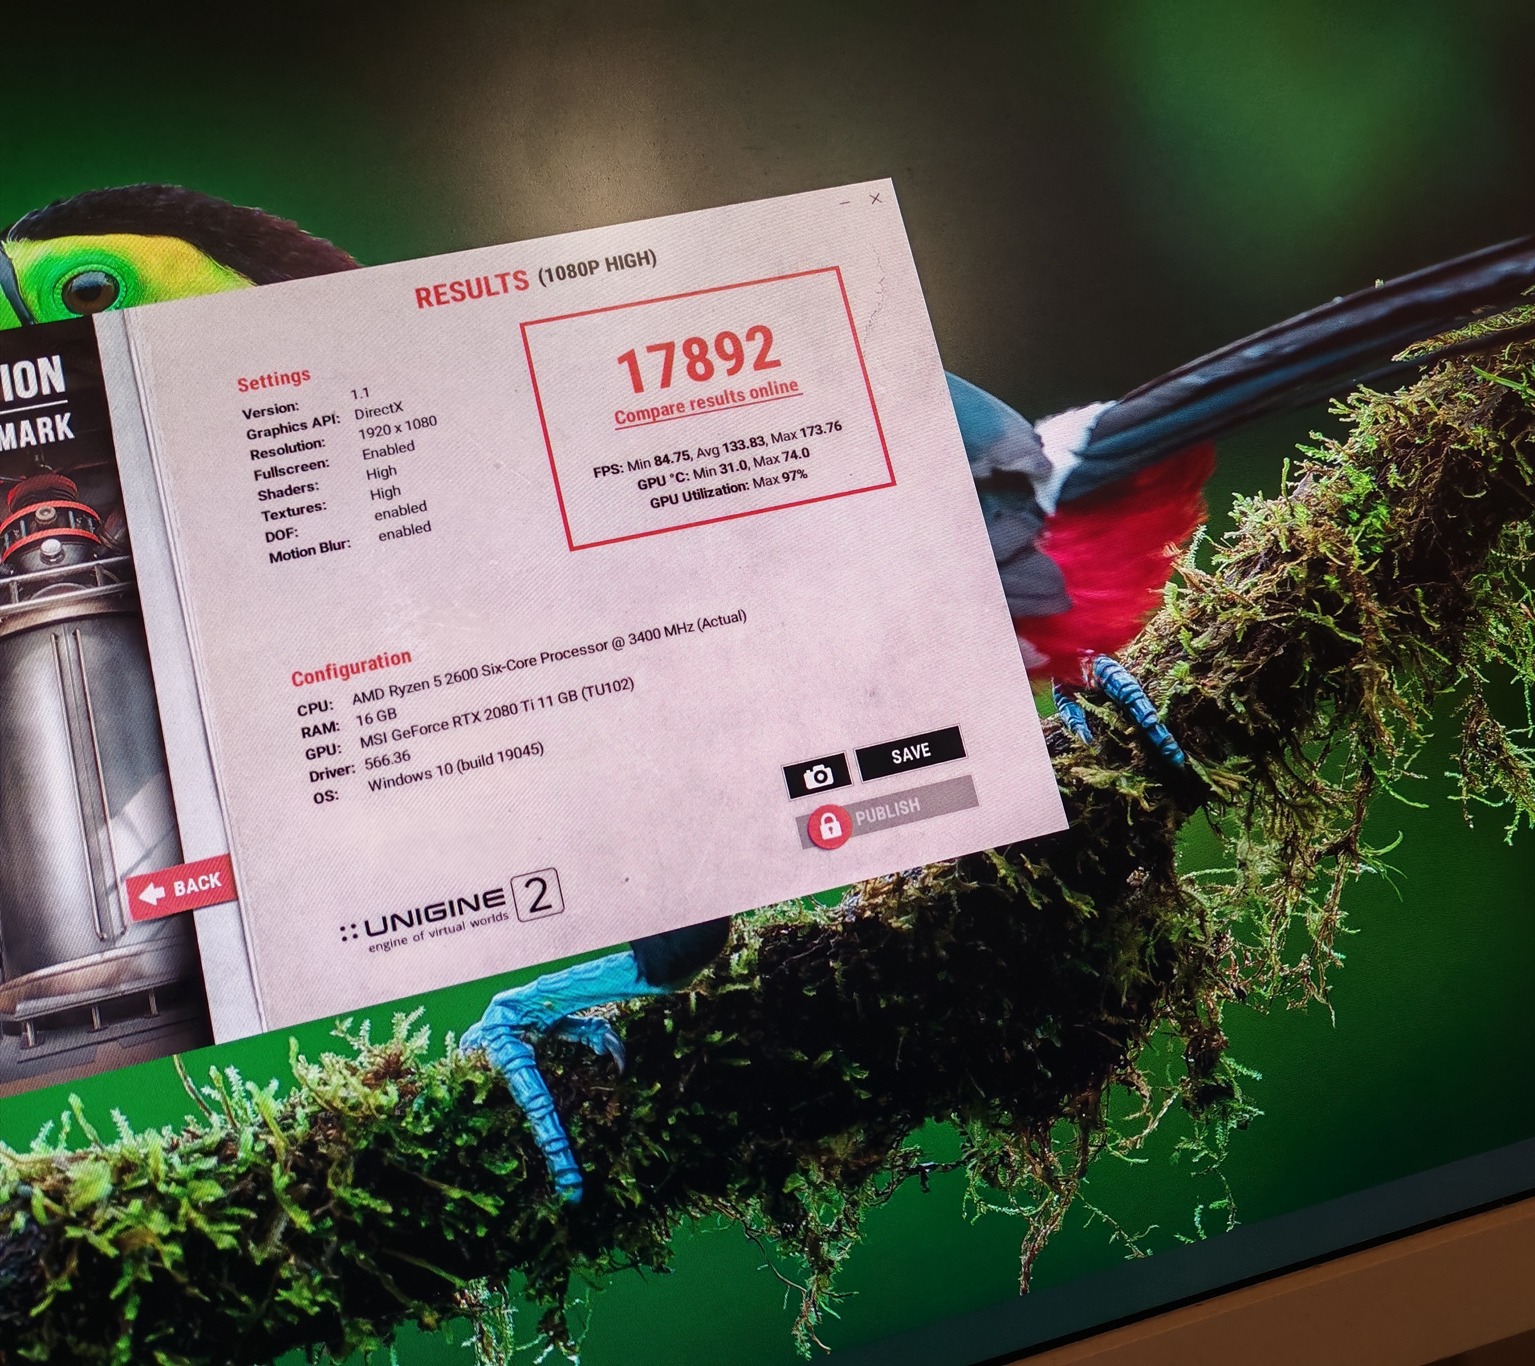 ION
MARK
RESULTS (1080P HIGH)
Settings
Version: 1.1
Graphics API: DirectX
Resolution: 1920 x 1080
Fullscreen: Enabled
Shaders: High
Textures: High
DOF: enabled
Motion Blur: enabled
17892
Compare results online
FPS: Min 84.75, Avg 133.83, Max 173.76
GPU °C: Min 31.0, Max 74.0
GPU Utilization: Max 97%
Configuration
CPU: AMD Ryzen 5 2600 Six-Core Processor @ 3400 MHz (Actual)
RAM: 16 GB
GPU: MSI GeForce RTX 2080 Ti 11 GB (TU102)
Driver: 566.36
OS: Windows 10 (build 19045)
SAVE
PUBLISH
BACK
UNIGINE 2
engine of virtual worlds